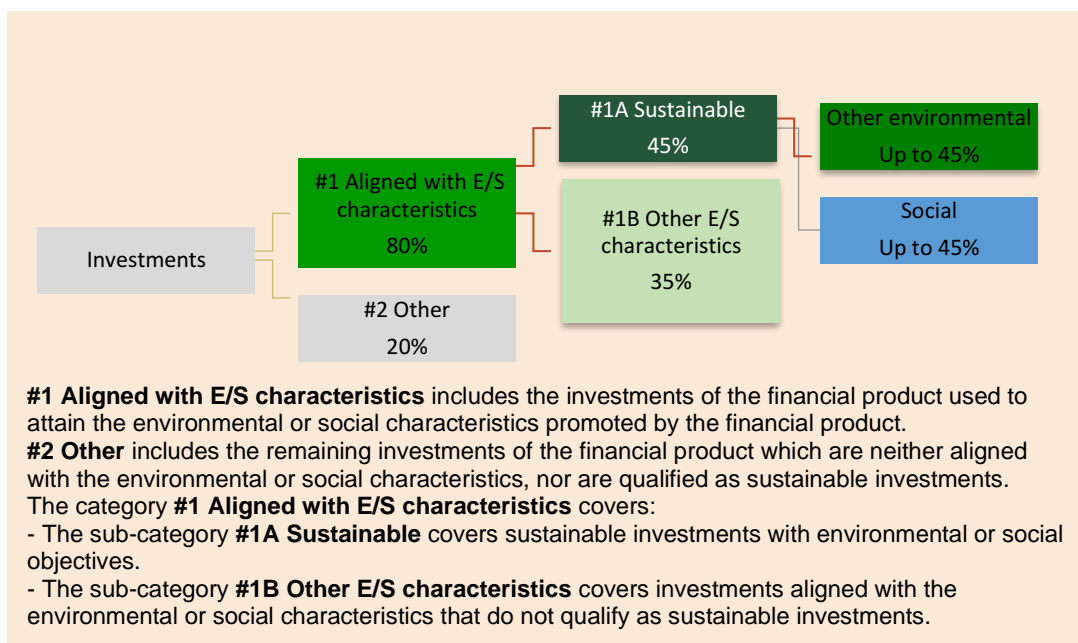 #1A Sustainable
45%
Other environmental
Up to 45%
#1 Aligned with E/S
characteristics
80%
#1B Other E/S
characteristics
35%
Social
Up to 45%
Investments
#2 Other
20%
#1 Aligned with E/S characteristics includes the investments of the financial product used to
attain the environmental or social characteristics promoted by the financial product.
#2 Other includes the remaining investments of the financial product which are neither aligned
with the environmental or social characteristics, nor are qualified as sustainable investments.
The category #1 Aligned with E/S characteristics covers:
- The sub-category #1A Sustainable covers sustainable investments with environmental or social
objectives.
- The sub-category #1B Other E/S characteristics covers investments aligned with the
environmental or social characteristics that do not qualify as sustainable investments.